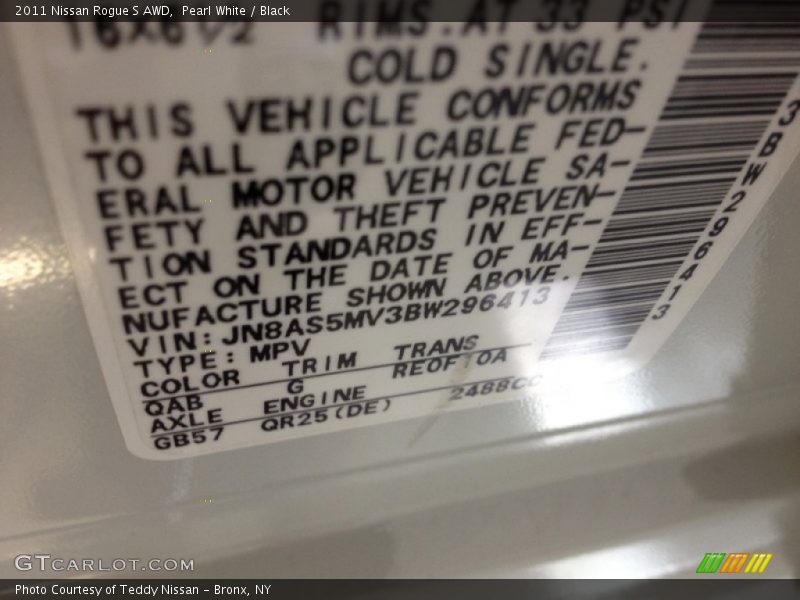 2011 Nissan Rogue S AWD, Pearl White / Black
16X6 1/2 RIMS.AT 33 PSI
COLD SINGLE.
THIS VEHICLE CONFORMS
TO ALL APPLICABLE FED-
ERAL MOTOR VEHICLE SA-
FETY AND THEFT PREVEN-
TION STANDARDS IN EFF-
ECT ON THE DATE OF MA-
NUFACTURE SHOWN ABOVE.
VIN: JN8AS5MV3BW296413
TYPE: MPV
COLOR TRIM TRANS
QAB G RE0F10A
AXLE ENGINE
GB57 QR25(DE) 2488CC
3BW296413
GTCARLOT.COM
Photo Courtesy of Teddy Nissan - Bronx, NY